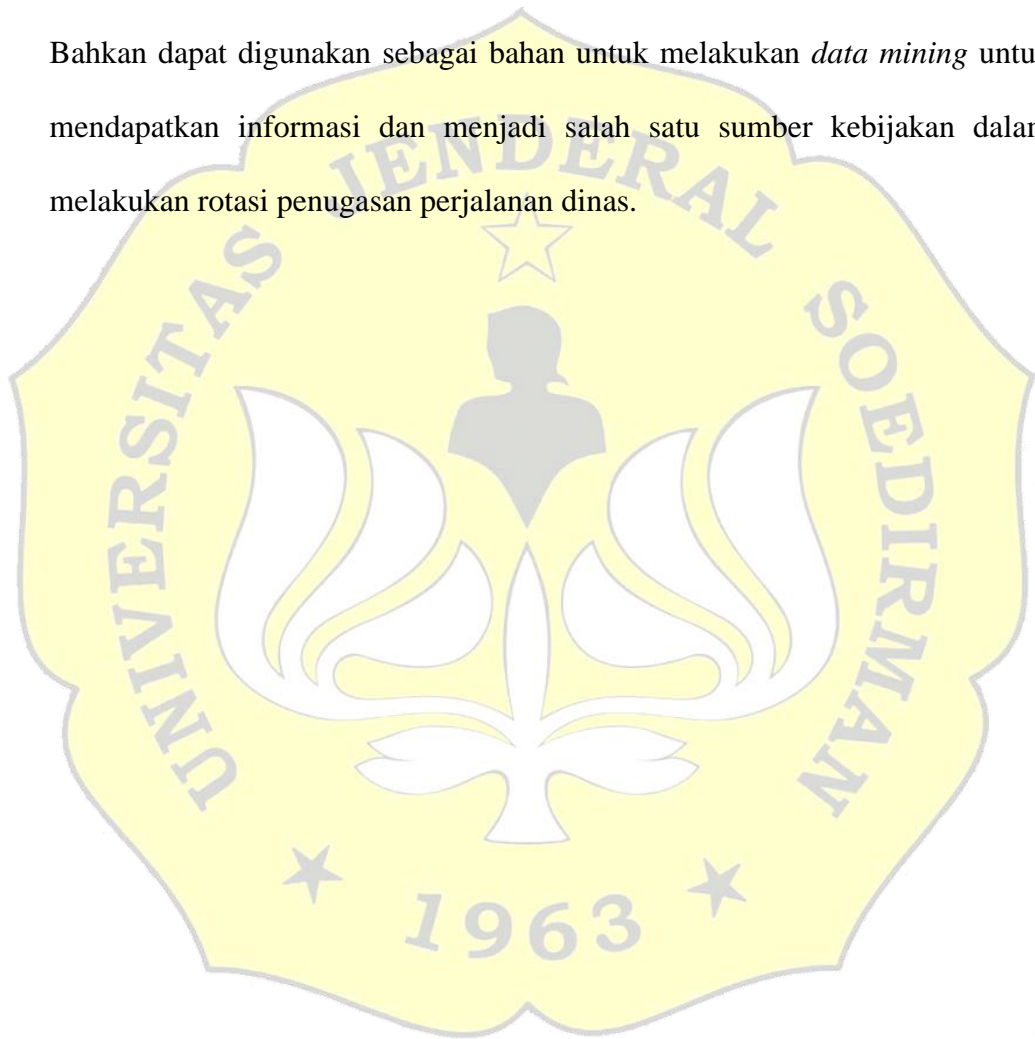 Bahkan dapat digunakan sebagai bahan untuk melakukan data mining
mendapatkan informasi dan menjadi salah satu sumber kebijakan
melakukan rotasi penugasan perjalanan dinas.
UNIVERSITAS JENDERAL SOEDIRMAN
1963